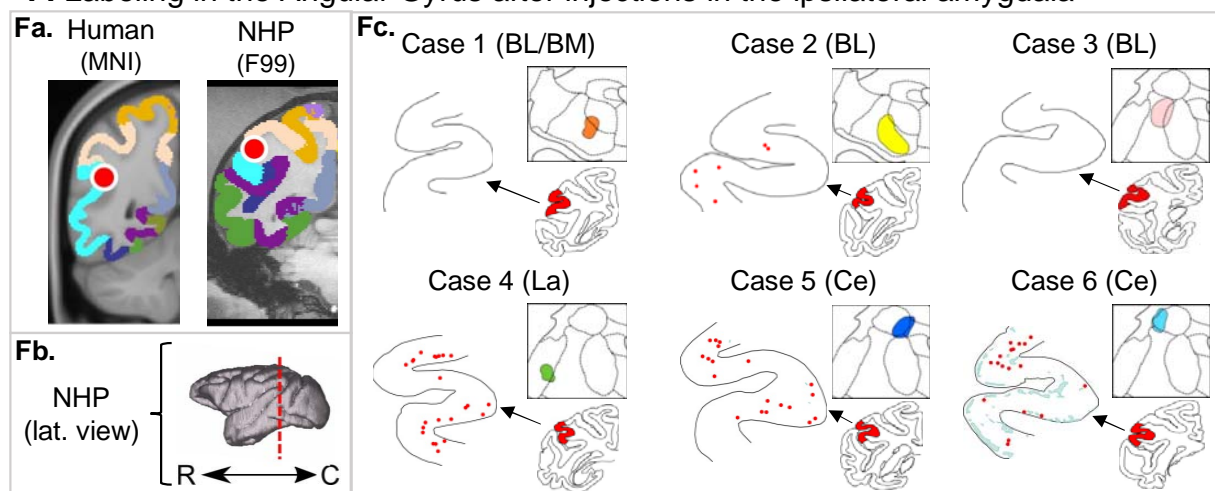 Labeling in the Angular Gyrus after injections in the ipsilateral amygdala
Fa. Human NHP
(MNI) (F99)
Fc.
Case 1 (BL/BM) Case 2 (BL) Case 3 (BL)
Case 4 (La) Case 5 (Ce) Case 6 (Ce)
Fb.
NHP
(lat. view)
R C